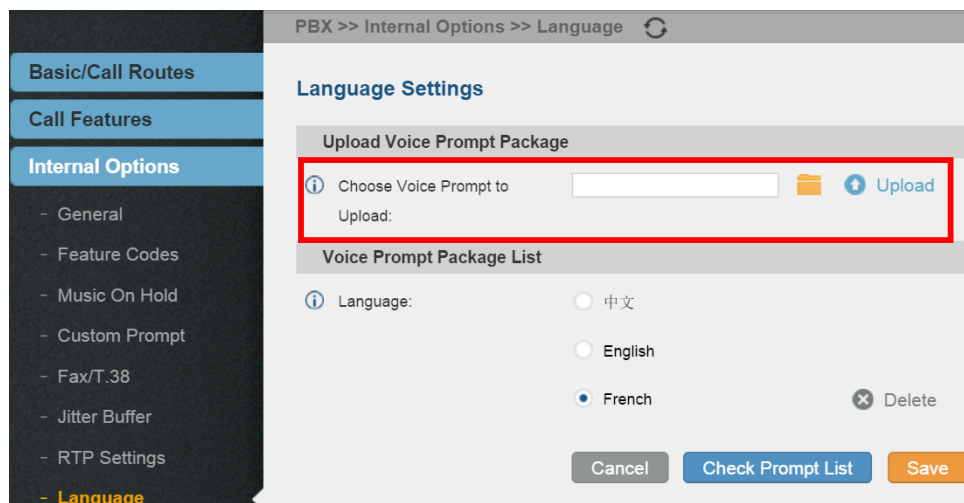 PBX >> Internal Options >> Language
Basic/Call Routes
Call Features
Internal Options
- General
- Feature Codes
- Music On Hold
- Custom Prompt
- Fax/T.38
- Jitter Buffer
- RTP Settings
- Language
Language Settings
Upload Voice Prompt Package
Choose Voice Prompt to
Upload:
Upload
Voice Prompt Package List
Language:
中文
English
French
Delete
Cancel
Check Prompt List
Save